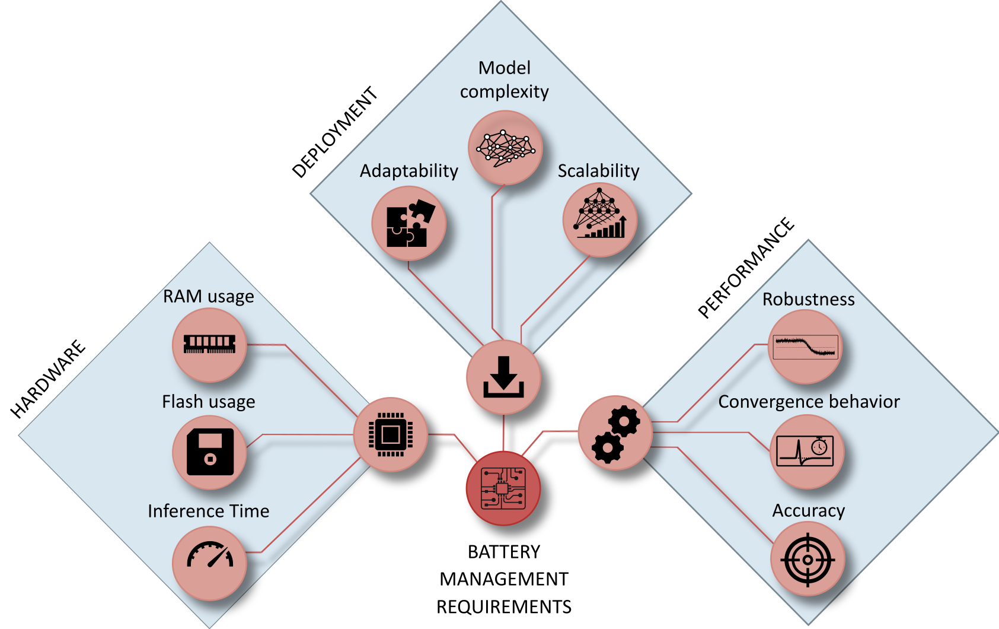 DEPLOYMENT
Model
complexity
Adaptability
Scalability
HARDWARE
RAM usage
Flash usage
Inference Time
PERFORMANCE
Robustness
Convergence behavior
Accuracy
BATTERY
MANAGEMENT
REQUIREMENTS